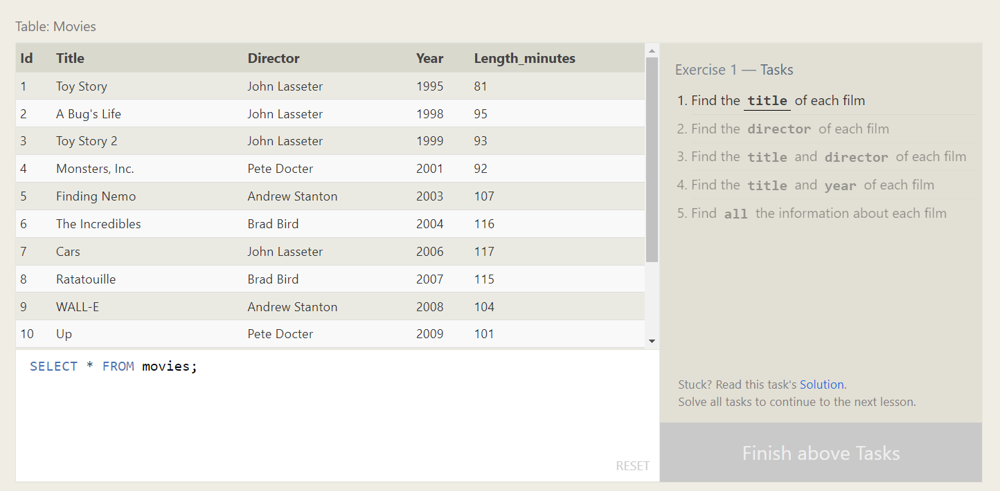 Table: Movies
Id Title Director Year Length_minutes
1 Toy Story John Lasseter 1995 81
2 A Bug's Life John Lasseter 1998 95
3 Toy Story 2 John Lasseter 1999 93
4 Monsters, Inc. Pete Docter 2001 92
5 Finding Nemo Andrew Stanton 2003 107
6 The Incredibles Brad Bird 2004 116
7 Cars John Lasseter 2006 117
8 Ratatouille Brad Bird 2007 115
9 WALL-E Andrew Stanton 2008 104
10 Up Pete Docter 2009 101
SELECT * FROM movies;
RESET
Exercise 1 — Tasks
1. Find the title of each film
2. Find the director of each film
3. Find the title and director of each film
4. Find the title and year of each film
5. Find all the information about each film
Stuck? Read this task's Solution.
Solve all tasks to continue to the next lesson.
Finish above Tasks